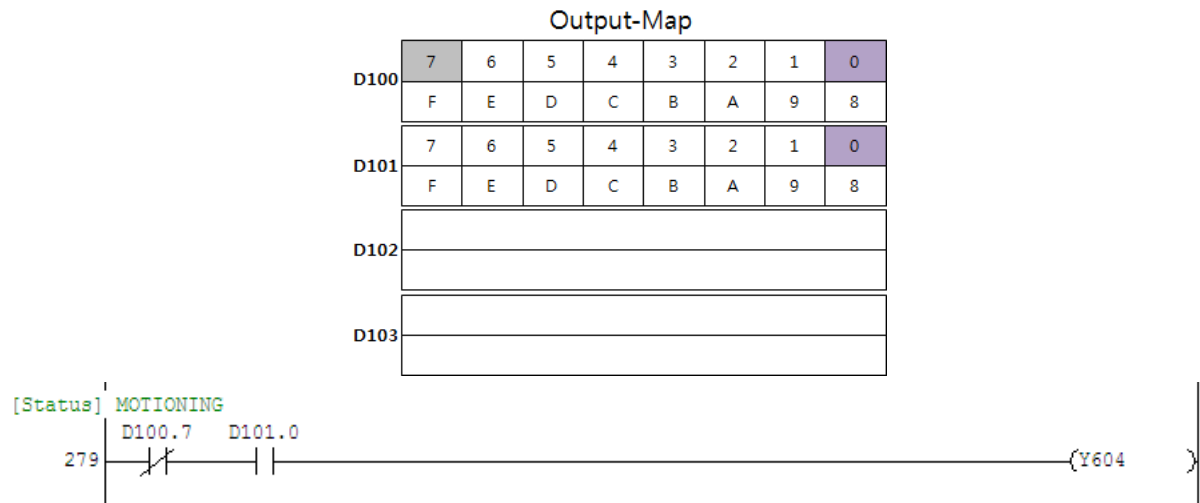 Output-Map
D100
7 6 5 4 3 2 1 0
F E D C B A 9 8
D101
7 6 5 4 3 2 1 0
F E D C B A 9 8
D102
D103
[Status] MOTIONING
D100.7 D101.0
279 (Y604 )